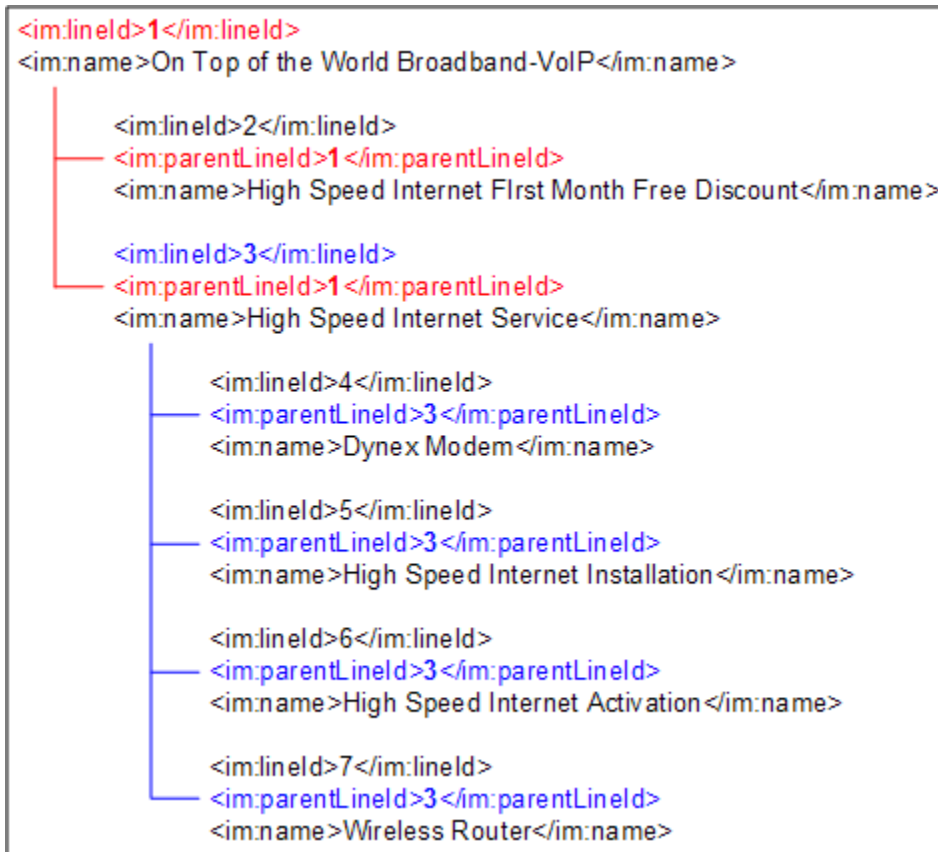 <im:lineId>1</im:lineId>
<im:name>On Top of the World Broadband-VoIP</im:name>
<im:lineId>2</im:lineId>
<im:parentLineId>1</im:parentLineId>
<im:name>High Speed Internet FIrst Month Free Discount</im:name>
<im:lineId>3</im:lineId>
<im:parentLineId>1</im:parentLineId>
<im:name>High Speed Internet Service</im:name>
<im:lineId>4</im:lineId>
<im:parentLineId>3</im:parentLineId>
<im:name>Dynex Modem</im:name>
<im:lineId>5</im:lineId>
<im:parentLineId>3</im:parentLineId>
<im:name>High Speed Internet Installation</im:name>
<im:lineId>6</im:lineId>
<im:parentLineId>3</im:parentLineId>
<im:name>High Speed Internet Activation</im:name>
<im:lineId>7</im:lineId>
<im:parentLineId>3</im:parentLineId>
<im:name>Wireless Router</im:name>